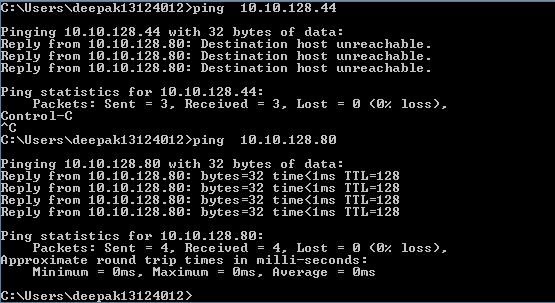 C:\Users\deepak13124012>ping  10.10.128.44
Pinging 10.10.128.44 with 32 bytes of data:
Reply from 10.10.128.80: Destination host unreachable.
Reply from 10.10.128.80: Destination host unreachable.
Reply from 10.10.128.80: Destination host unreachable.
Ping statistics for 10.10.128.44:
    Packets: Sent = 3, Received = 3, Lost = 0 (0% loss),
Control-C
^C
C:\Users\deepak13124012>ping  10.10.128.80
Pinging 10.10.128.80 with 32 bytes of data:
Reply from 10.10.128.80: bytes=32 time<1ms TTL=128
Reply from 10.10.128.80: bytes=32 time<1ms TTL=128
Reply from 10.10.128.80: bytes=32 time<1ms TTL=128
Reply from 10.10.128.80: bytes=32 time<1ms TTL=128
Ping statistics for 10.10.128.80:
    Packets: Sent = 4, Received = 4, Lost = 0 (0% loss),
Approximate round trip times in milli-seconds:
    Minimum = 0ms, Maximum = 0ms, Average = 0ms
C:\Users\deepak13124012>